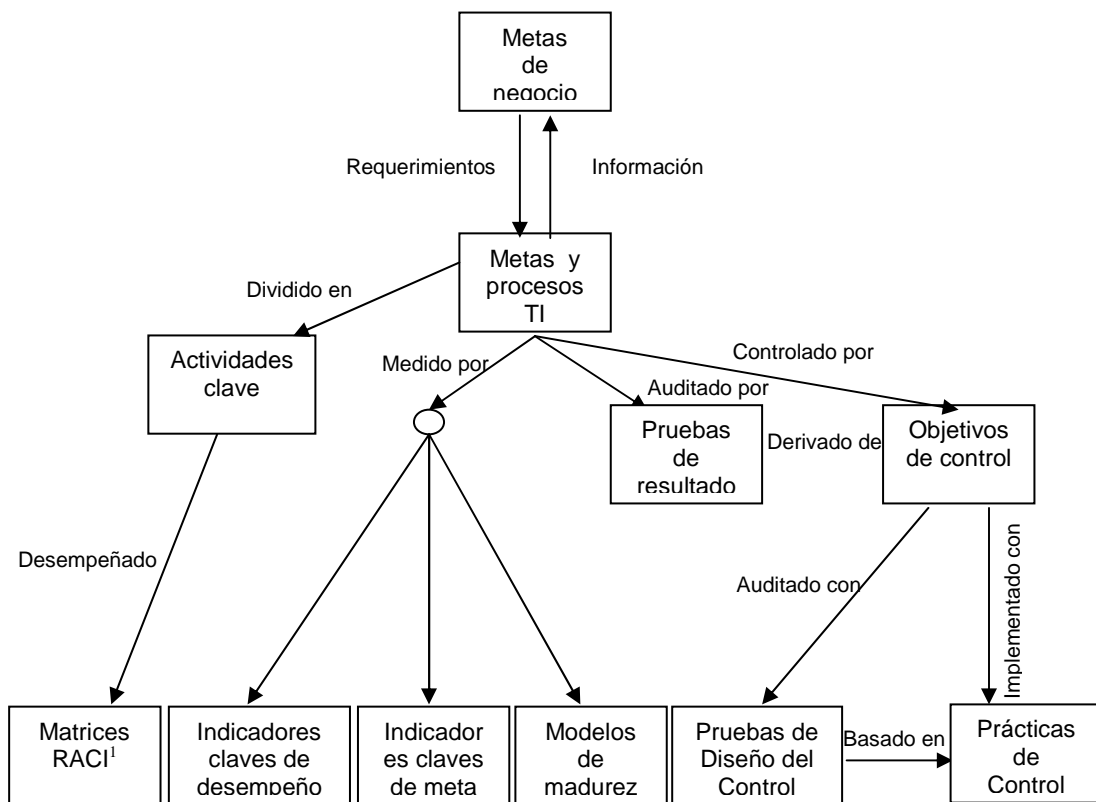 Metas
de
negocio
Requerimientos
Información
Metas y
procesos
TI
Dividido en
Actividades
clave
Medido por
Controlado por
Auditado por
Pruebas
de
resultado
Derivado de
Objetivos
de control
Desempeñado
Auditado con
Implementado con
Matrices
RACI¹
Indicadores
claves de
desempeño
Indicador
es claves
de meta
Modelos
de
madurez
Pruebas de
Diseño del
Control
Basado en
Prácticas
de
Control